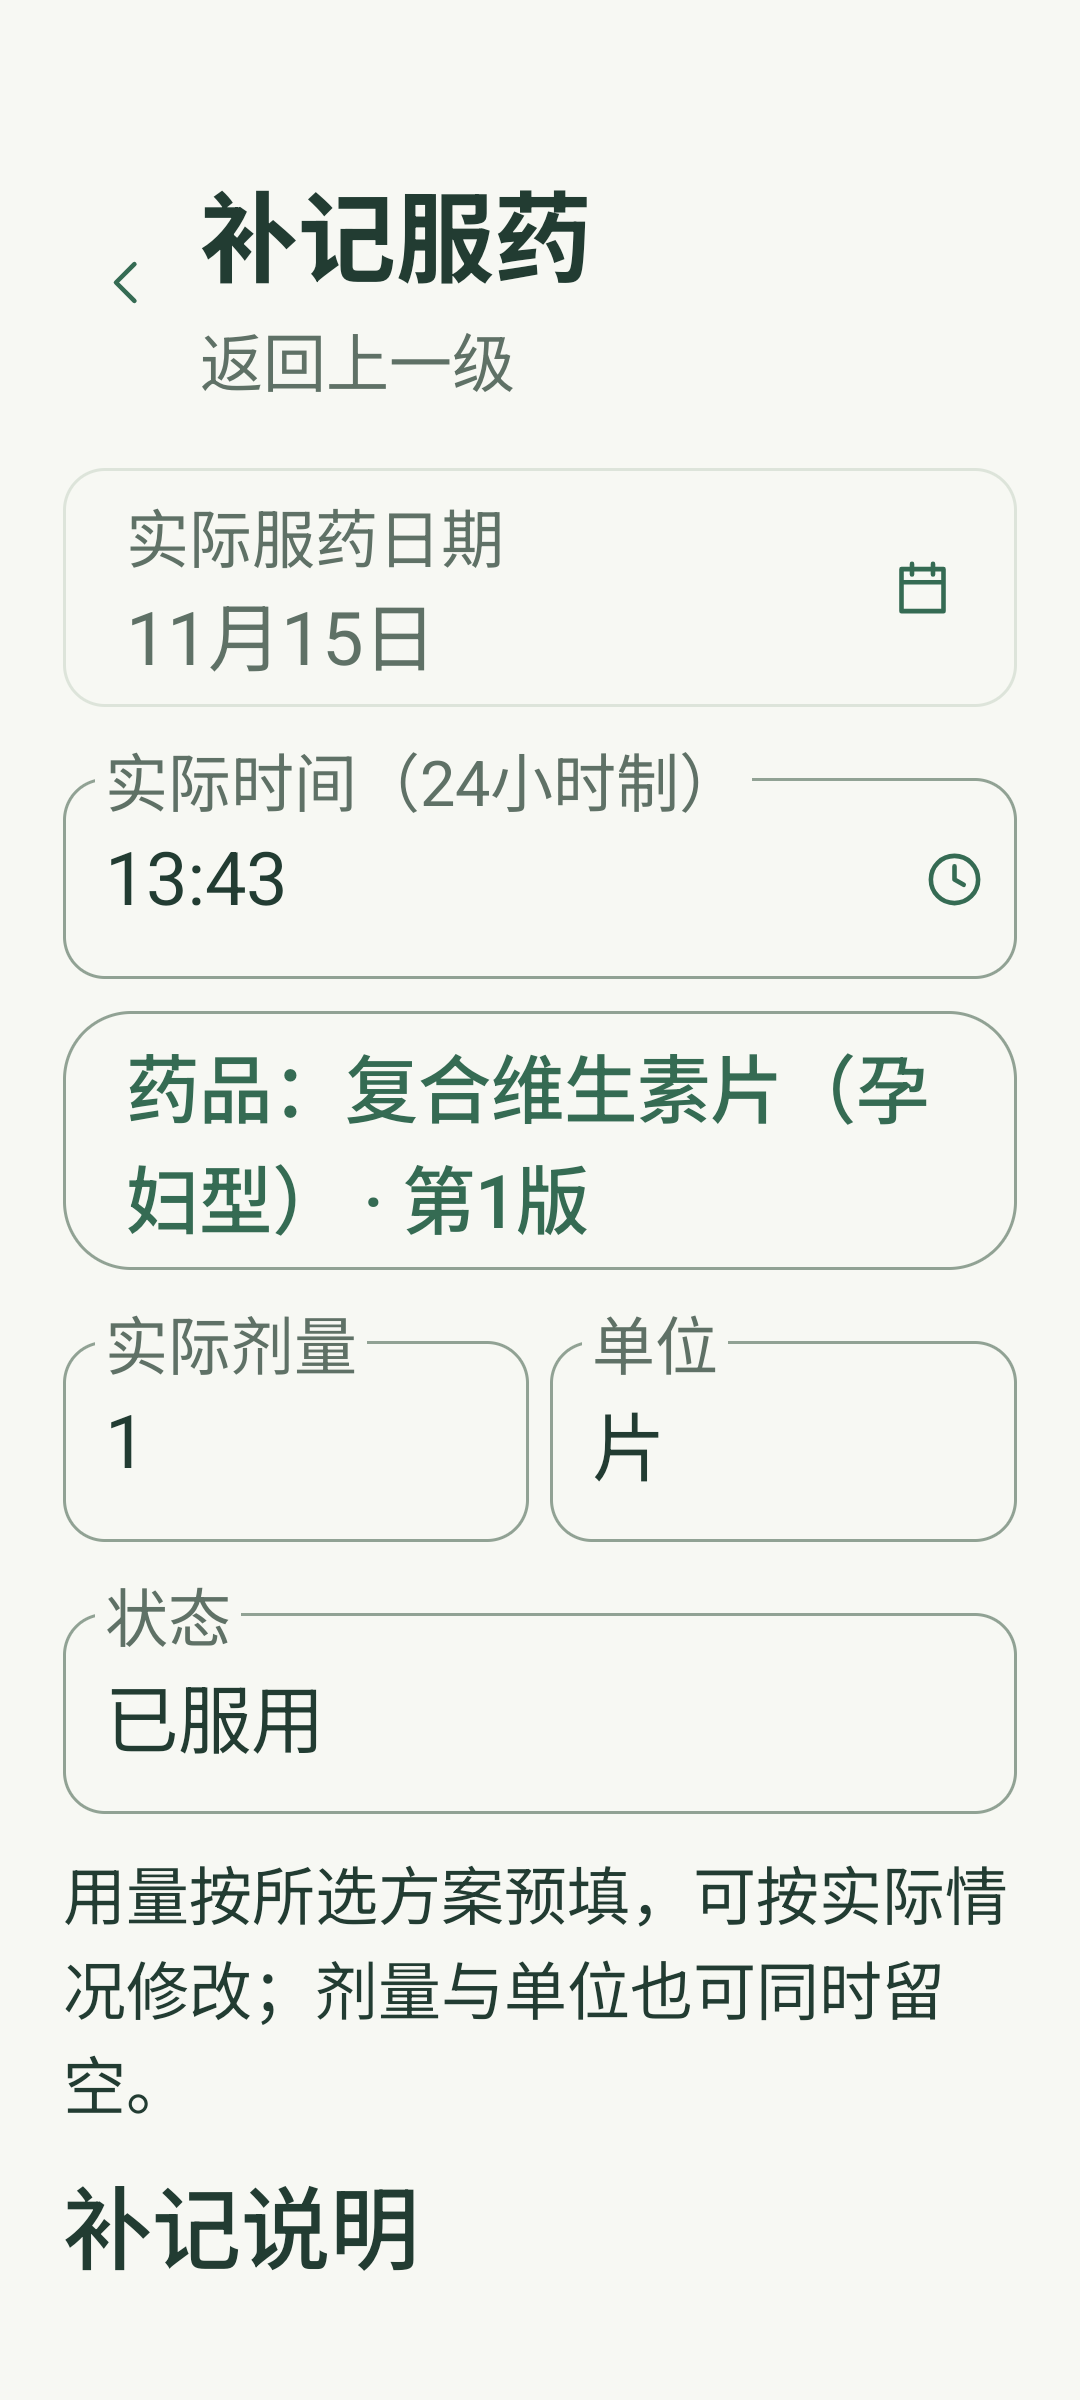 补记服药
返回上一级
实际服药日期
11月15日
实际时间（24小时制）
13:43
药品：复合维生素片（孕
妇型） · 第1版
实际剂量
1
单位
片
状态
已服用
用量按所选方案预填，可按实际情
况修改；剂量与单位也可同时留
空。
补记说明